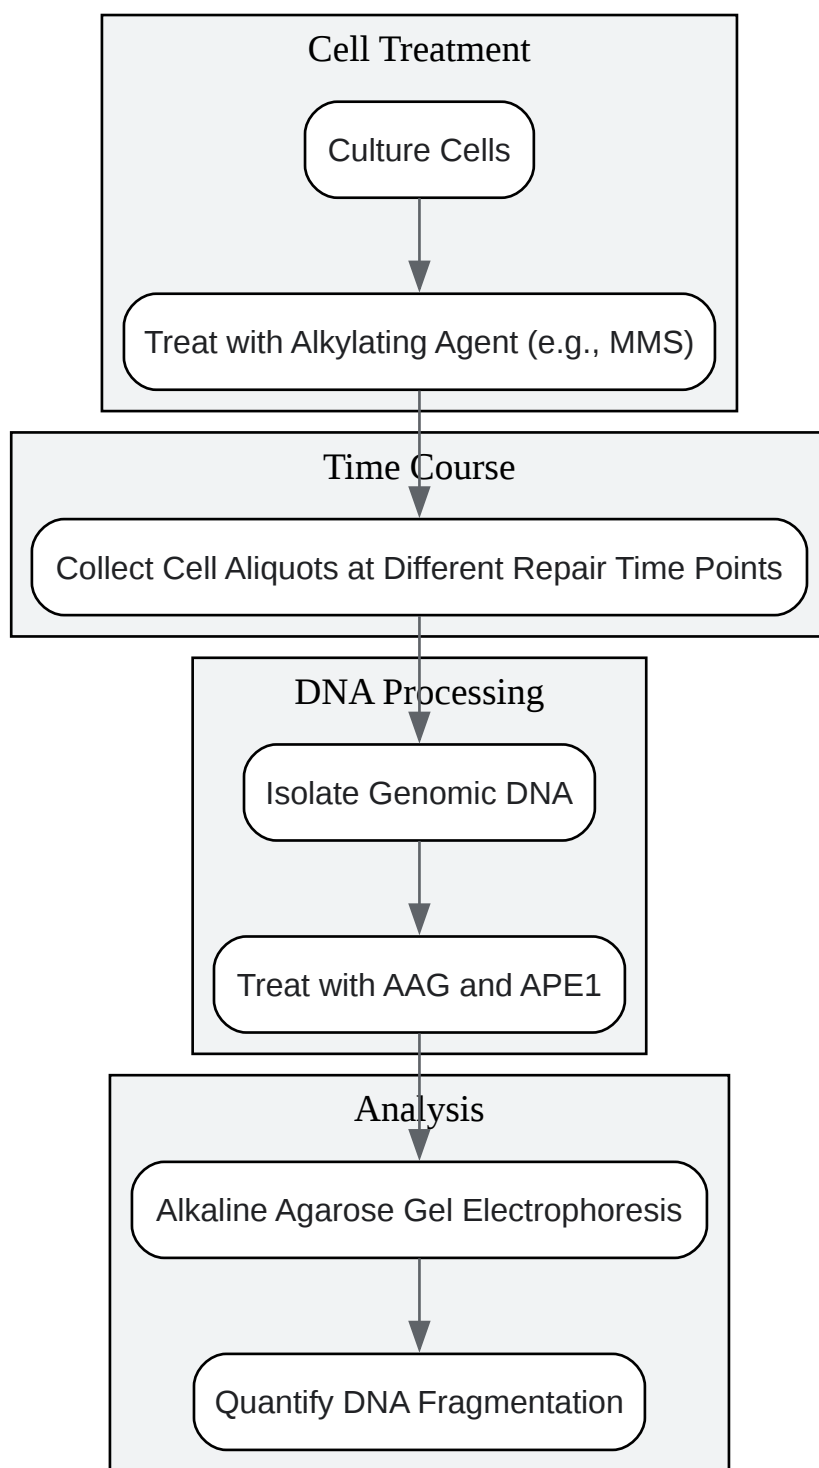 Cell Treatment
Culture Cells
Treat with Alkylating Agent (e.g., MMS)
Time Course
Collect Cell Aliquots at Different Repair Time Points
DNA Processing
Isolate Genomic DNA
Treat with AAG and APE1
Analysis
Alkaline Agarose Gel Electrophoresis
Quantify DNA Fragmentation